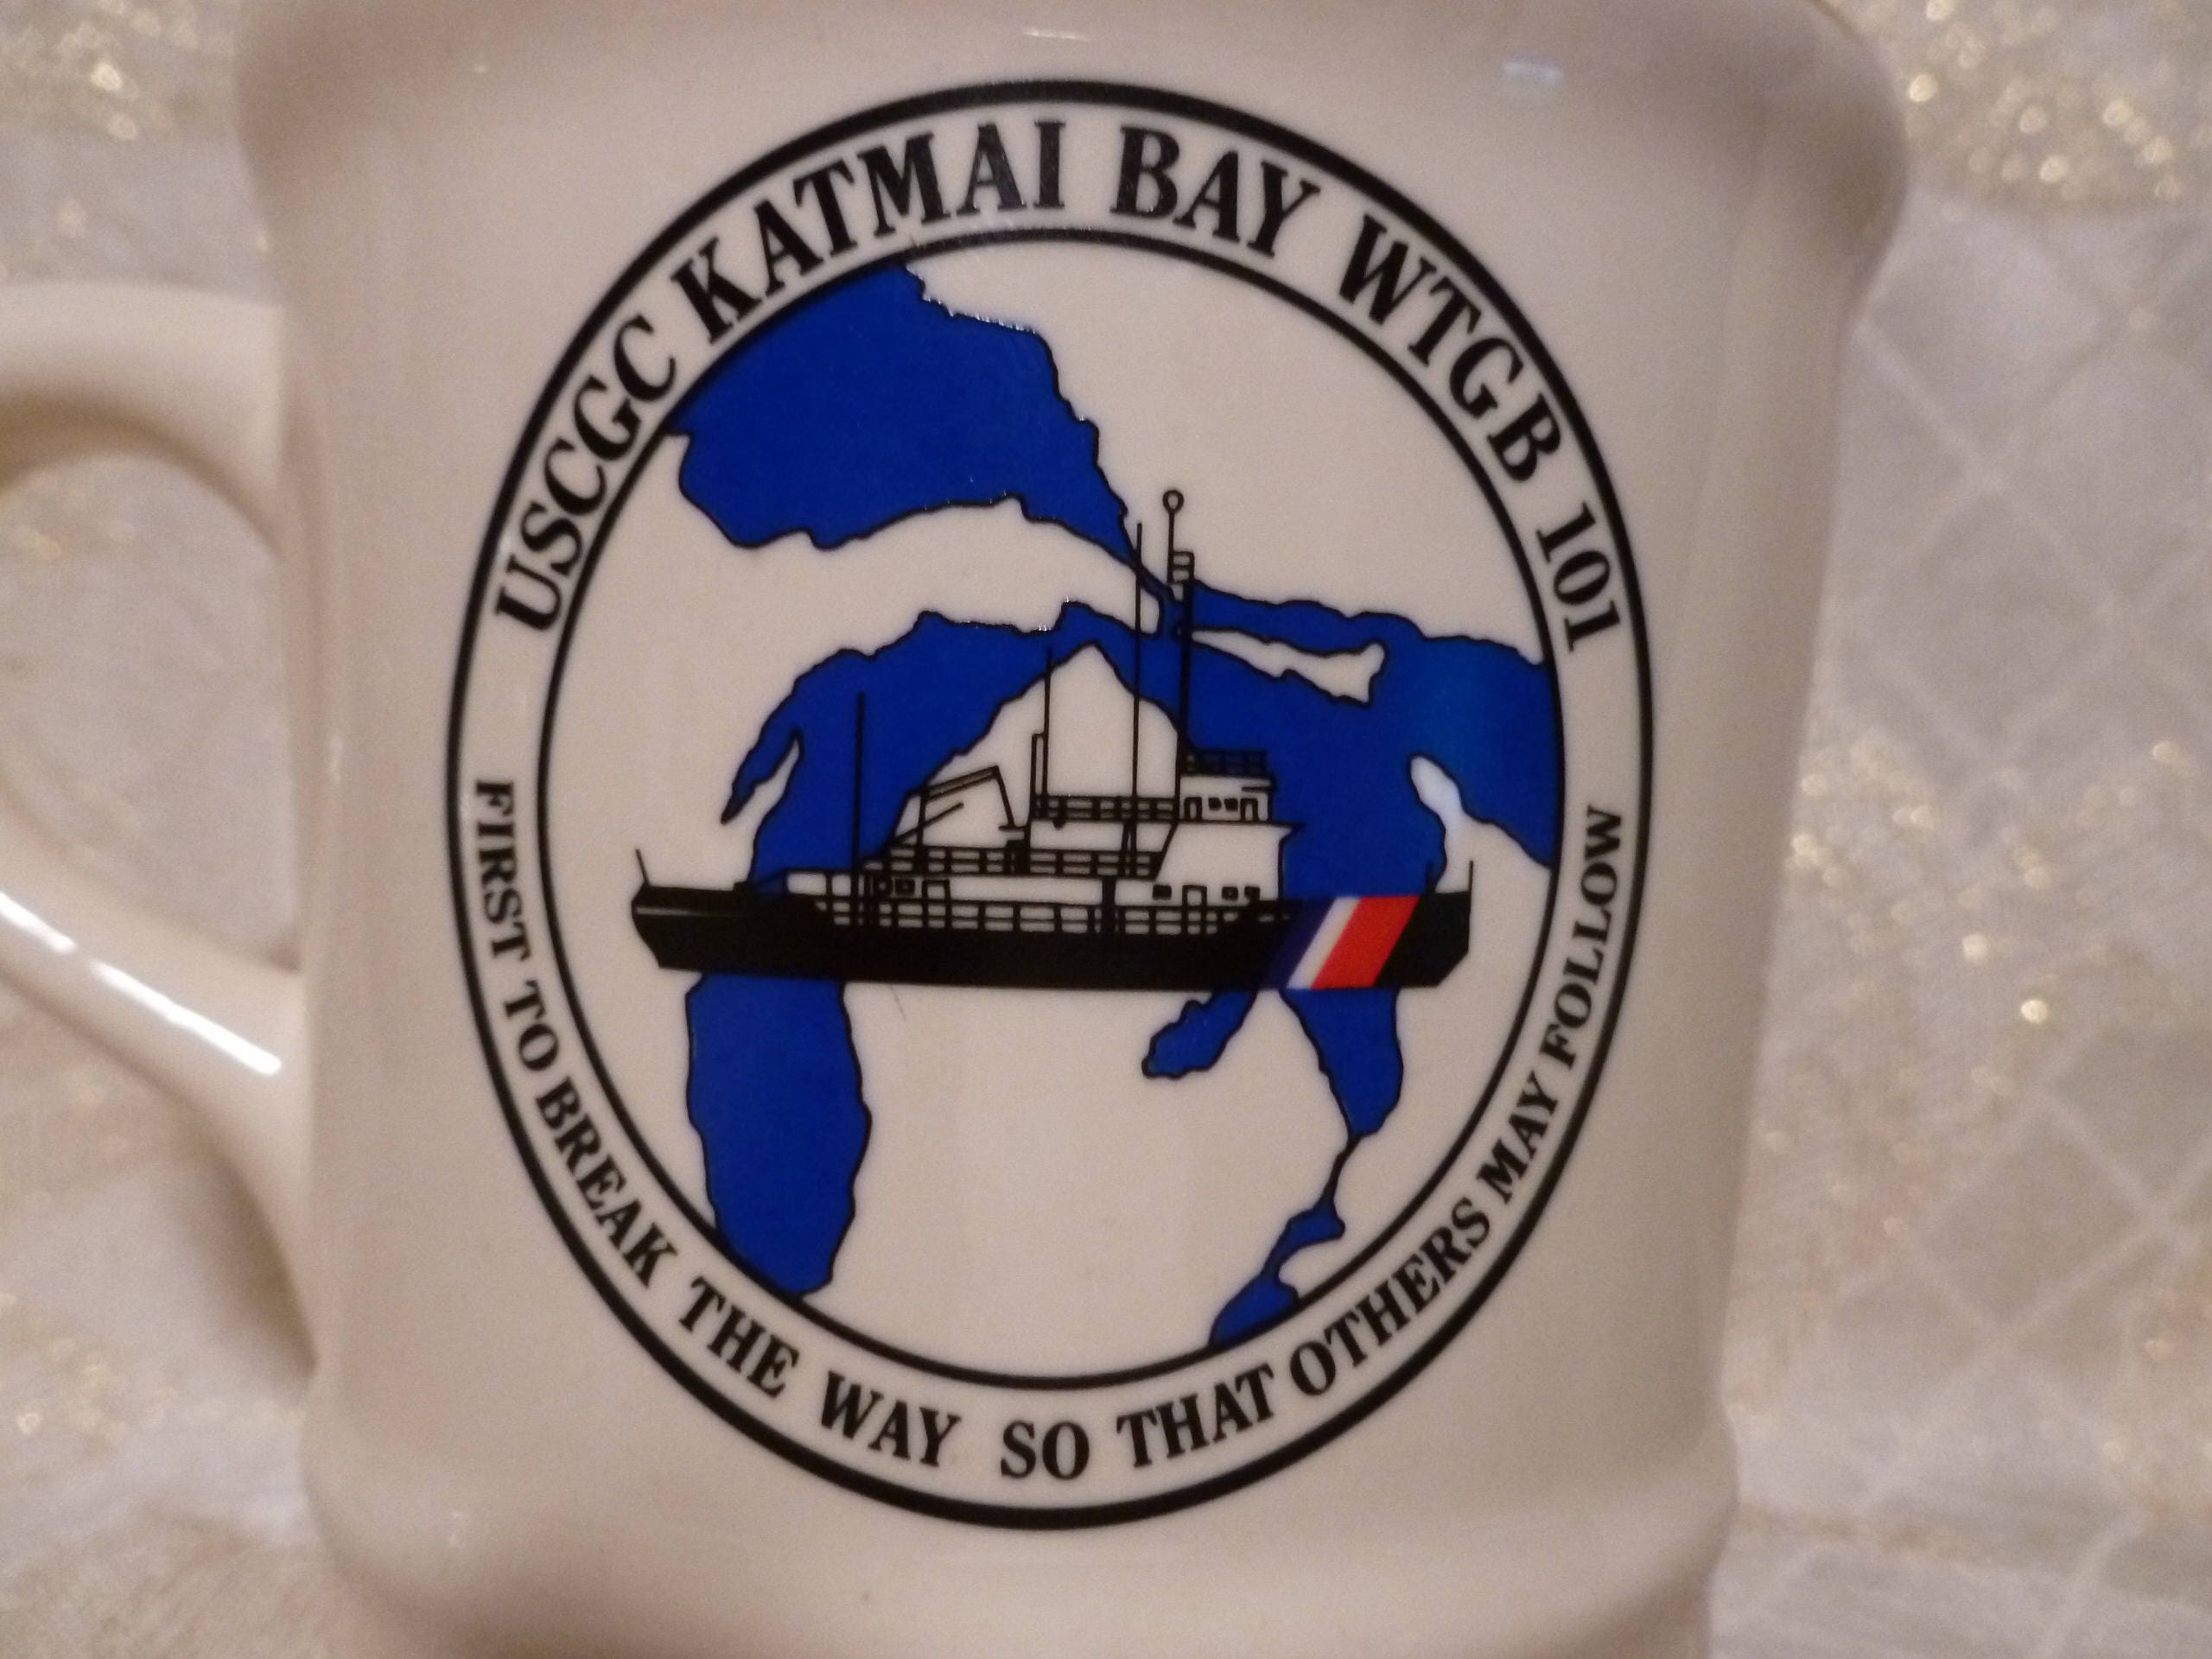 USCGC KATMAI BAY WTGB 101
FIRST TO BREAK THE WAY SO THAT OTHERS MAY FOLLOW